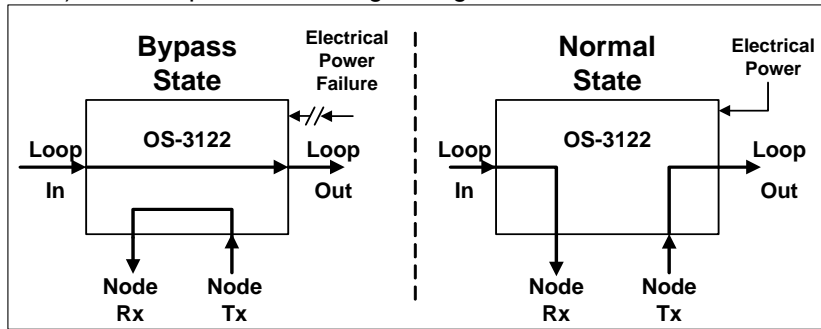 Bypass
State
Electrical
Power
Failure
OS-3122
Loop
In
Loop
Out
Node
Rx
Node
Tx
Normal
State
Electrical
Power
OS-3122
Loop
In
Loop
Out
Node
Rx
Node
Tx